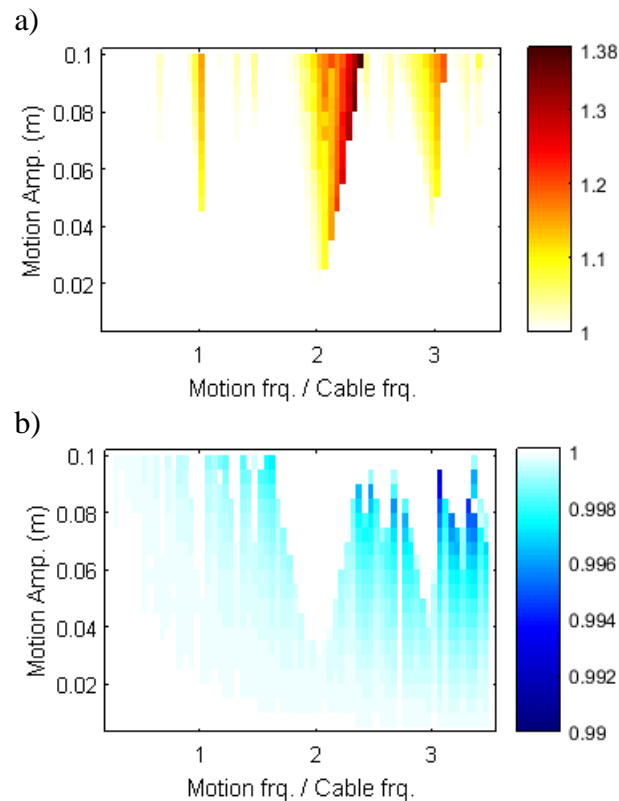 a)
0.1
0.08
0.06
0.04
0.02
Motion Amp. (m)
1 2 3
Motion frq. / Cable frq.
1.38
1.3
1.2
1.1
1
b)
0.1
0.08
0.06
0.04
0.02
Motion Amp. (m)
1 2 3
Motion frq. / Cable frq.
1
0.998
0.996
0.994
0.992
0.99